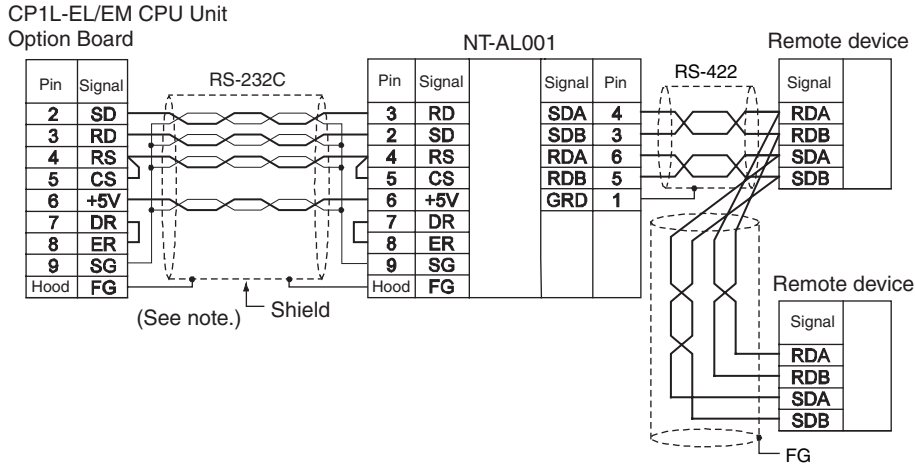 CP1L-EL/EM CPU Unit
Option Board
NT-AL001
Remote device
RS-232C
RS-422
Pin Signal
2 SD
3 RD
4 RS
5 CS
6 +5V
7 DR
8 ER
9 SG
Hood FG
(See note.)
Shield
Pin Signal
3 RD
2 SD
4 RS
5 CS
6 +5V
7 DR
8 ER
9 SG
Hood FG
Signal Pin
SDA 4
SDB 3
RDA 6
RDB 5
GRD 1
Signal
RDA
RDB
SDA
SDB
Remote device
Signal
RDA
RDB
SDA
SDB
FG